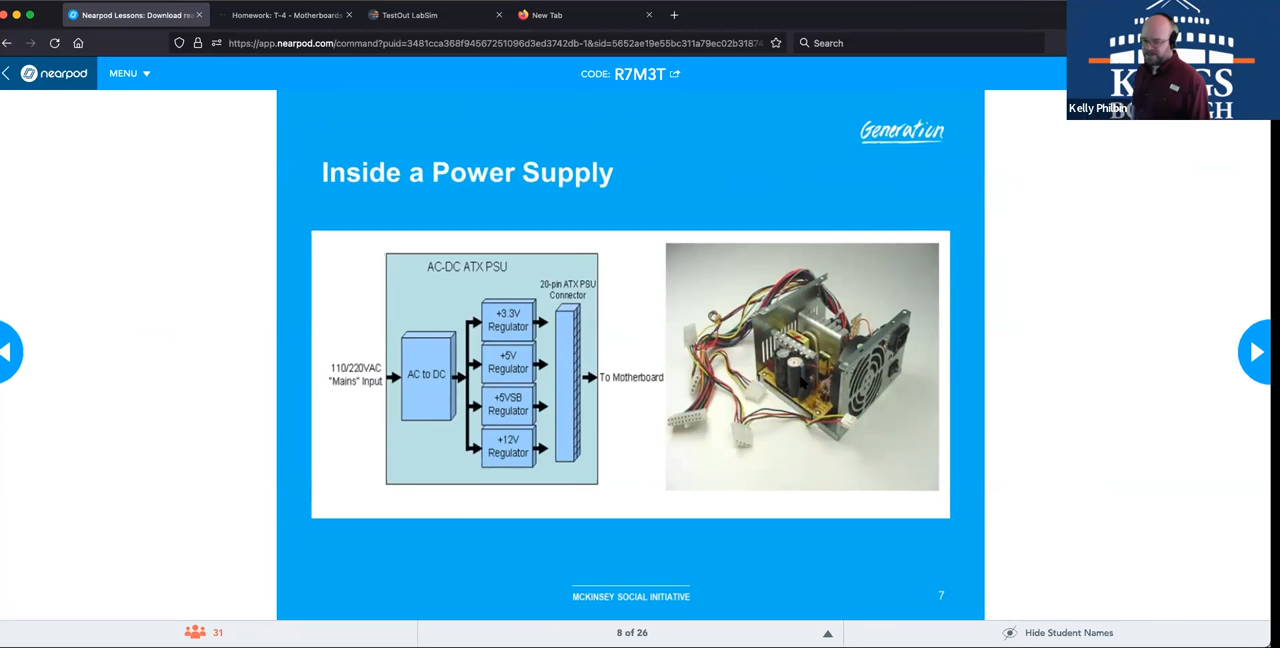 Nearpod Lessons: Download rea
Homework: T-4 - Motherboards
TestOut LabSim
New Tab
https://app.nearpod.com/command?puid=3481cca368f94567251096d3ed3742db-1&sid=5652ae19e55bc311a79ec02b31874
Search
nearpod
MENU
CODE: R7M3T
KINGS
Kelly Philbin
Generation
Inside a Power Supply
AC-DC ATX PSU
20-pin ATX PSU
Connector
+3.3V
Regulator
+5V
Regulator
110/220VAC
"Mains" Input
AC to DC
To Motherboard
+5VSB
Regulator
+12V
Regulator
MCKINSEY SOCIAL INITIATIVE
7
31
8 of 26
Hide Student Names